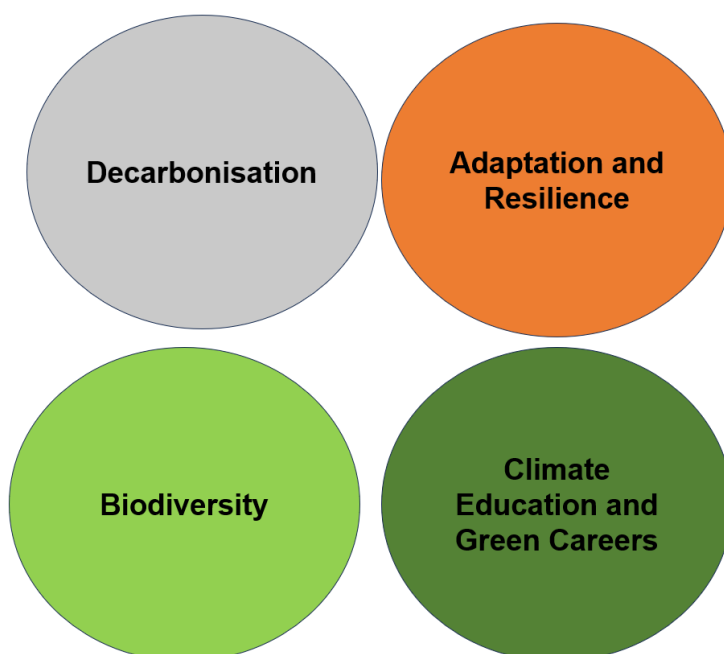 Decarbonisation
Adaptation and
Resilience
Biodiversity
Climate
Education and
Green Careers